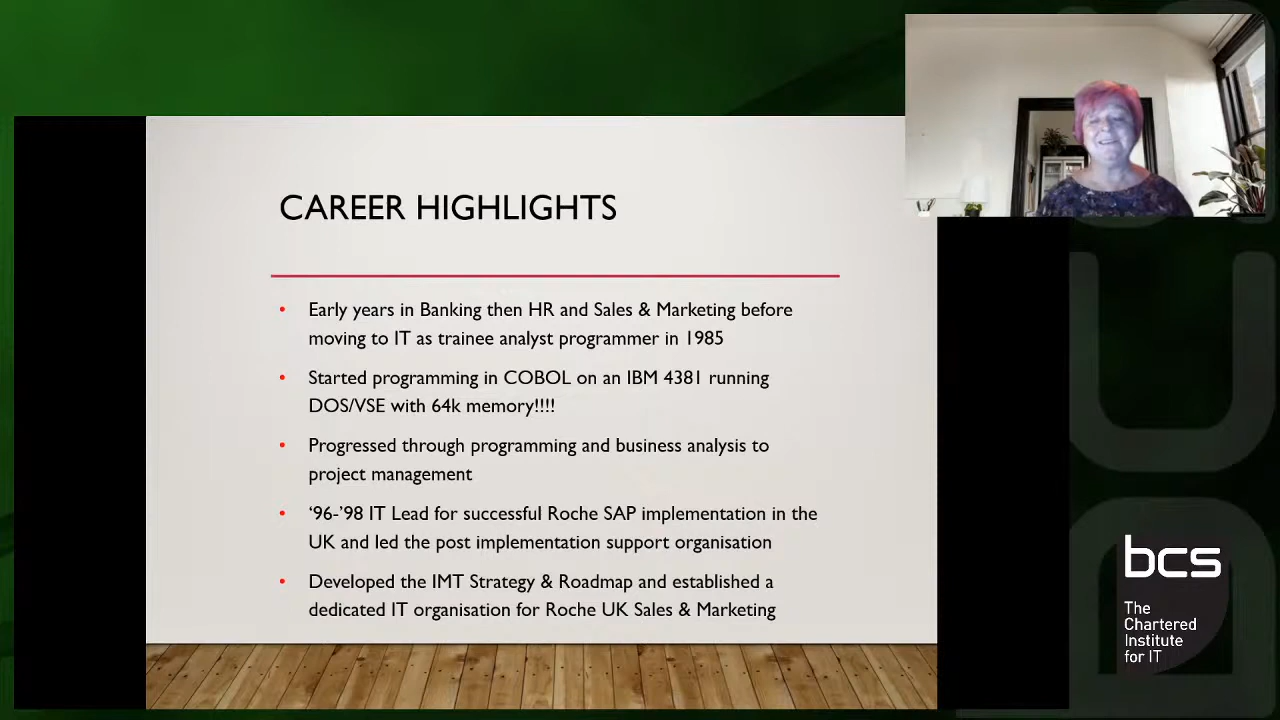 CAREER HIGHLIGHTS
• Early years in Banking then HR and Sales & Marketing before
moving to IT as trainee analyst programmer in 1985
• Started programming in COBOL on an IBM 4381 running
DOS/VSE with 64k memory!!!!
• Progressed through programming and business analysis to
project management
• ‘96-’98 IT Lead for successful Roche SAP implementation in the
UK and led the post implementation support organisation
• Developed the IMT Strategy & Roadmap and established a
dedicated IT organisation for Roche UK Sales & Marketing
bcs
The
Chartered
Institute
for IT